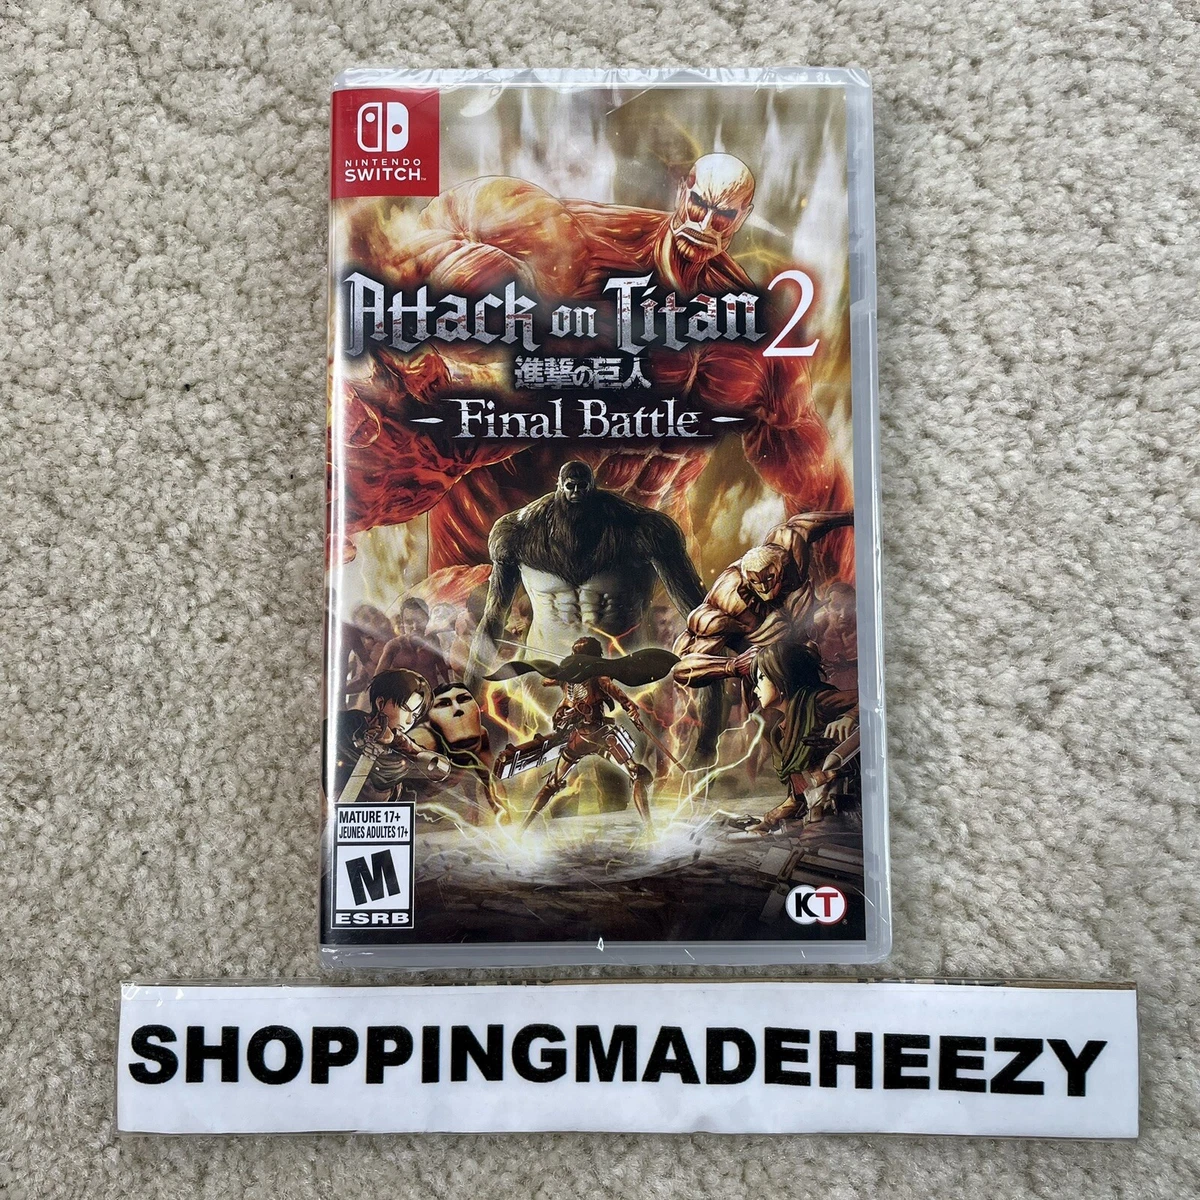 NINTENDO
SWITCH™
Attack on Titan 2
進撃の巨人
- Final Battle -
MATURE 17+
JEUNES ADULTES 17+
M
ESRB
KT
SHOPPINGMADEHEEZY